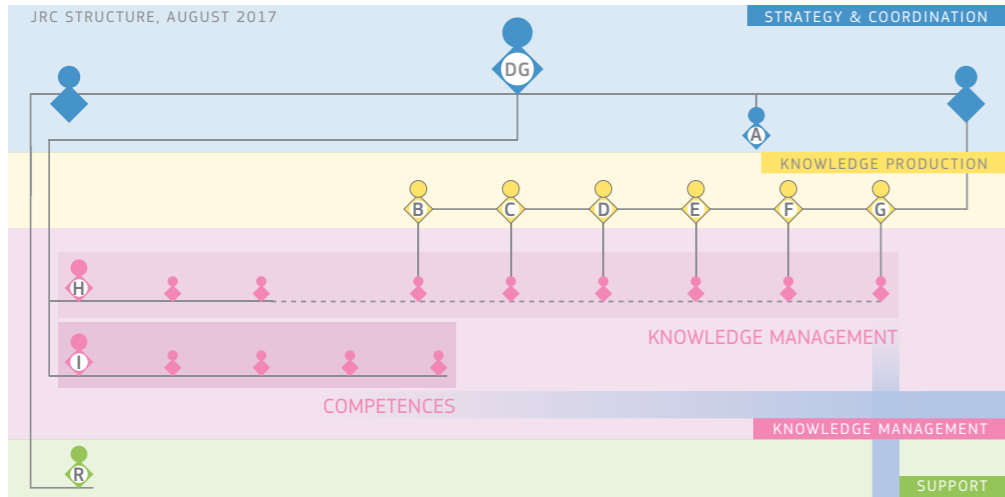 JRC STRUCTURE, AUGUST 2017
STRATEGY & COORDINATION
DG
A
KNOWLEDGE PRODUCTION
B C D E F G
H
KNOWLEDGE MANAGEMENT
I
COMPETENCES
KNOWLEDGE MANAGEMENT
R
SUPPORT